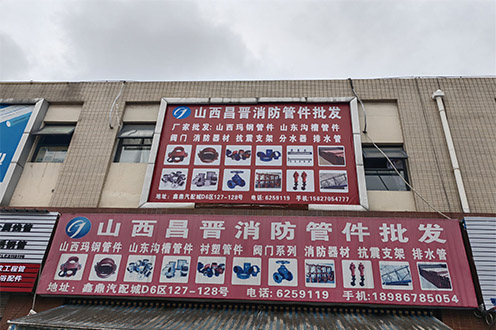 山西昌晋消防管件批发
厂家批发:山西玛钢管件 山东沟槽管件
阀门 消防器材 抗震支架 分水器 排水管
地址:鑫鼎汽配城D6区127-128号 电话:6259119 手机:15827054777
山西昌晋消防管件批发
山西玛钢管件 山东沟槽管件 衬塑管件 阀门系列 消防器材 抗震支架 排水管
地址:鑫鼎汽配城D6区127-128号 电话:6259119 手机:18986785054